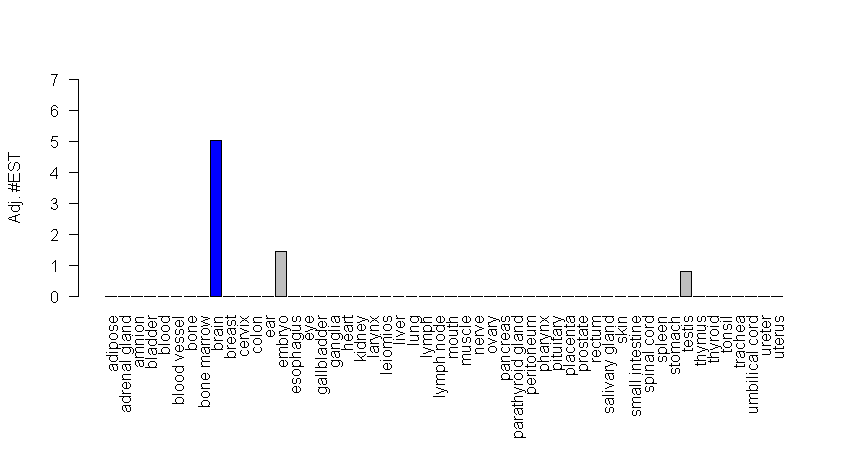 Adj. #EST
7
6
5
4
3
2
1
0
adipose
adrenal gland
amnion
bladder
blood
blood vessel
bone
bone marrow
brain
breast
cervix
colon
ear
embryo
esophagus
eye
gallbladder
ganglia
heart
kidney
larynx
leiomios
liver
lung
lymph
lymph node
mouth
muscle
nerve
ovary
pancreas
parathyroid gland
peritoneum
pharynx
pituitary
placenta
prostate
rectum
salivary gland
skin
small intestine
spinal cord
spleen
stomach
testis
thymus
thyroid
tonsil
trachea
umbilical cord
ureter
uterus